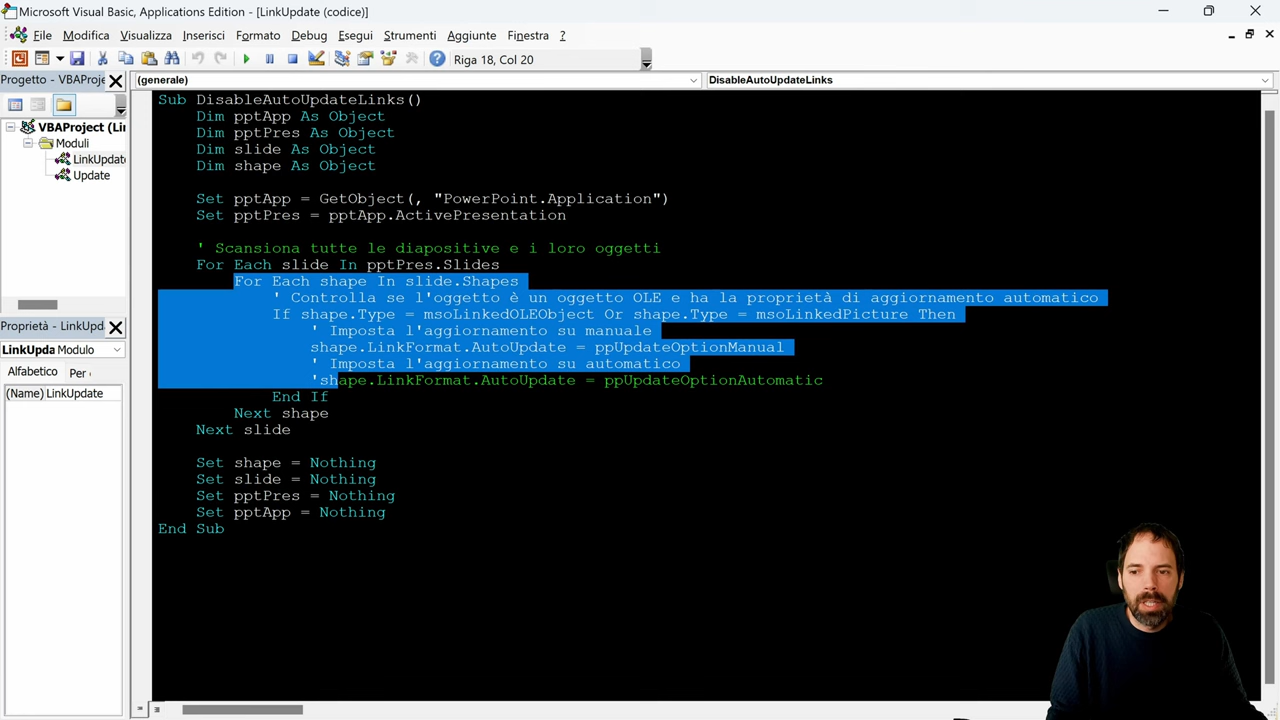 Microsoft Visual Basic, Applications Edition - [LinkUpdate (codice)]
File Modifica Visualizza Inserisci Formato Debug Esegui Strumenti Aggiunte Finestra ?
Riga 18, Col 20
Progetto - VBAProje
(generale)
DisableAutoUpdateLinks
VBAProject (Li
Moduli
LinkUpdate
Update
Proprietà - LinkUpd
LinkUpda Modulo
Alfabetico Per
(Name) LinkUpdate
Sub DisableAutoUpdateLinks()
Dim pptApp As Object
Dim pptPres As Object
Dim slide As Object
Dim shape As Object
Set pptApp = GetObject(, "PowerPoint.Application")
Set pptPres = pptApp.ActivePresentation
' Scansiona tutte le diapositive e i loro oggetti
For Each slide In pptPres.Slides
For Each shape In slide.Shapes
' Controlla se l'oggetto è un oggetto OLE e ha la proprietà di aggiornamento automatico
If shape.Type = msoLinkedOLEObject Or shape.Type = msoLinkedPicture Then
' Imposta l'aggiornamento su manuale
shape.LinkFormat.AutoUpdate = ppUpdateOptionManual
' Imposta l'aggiornamento su automatico
'shape.LinkFormat.AutoUpdate = ppUpdateOptionAutomatic
End If
Next shape
Next slide
Set shape = Nothing
Set slide = Nothing
Set pptPres = Nothing
Set pptApp = Nothing
End Sub